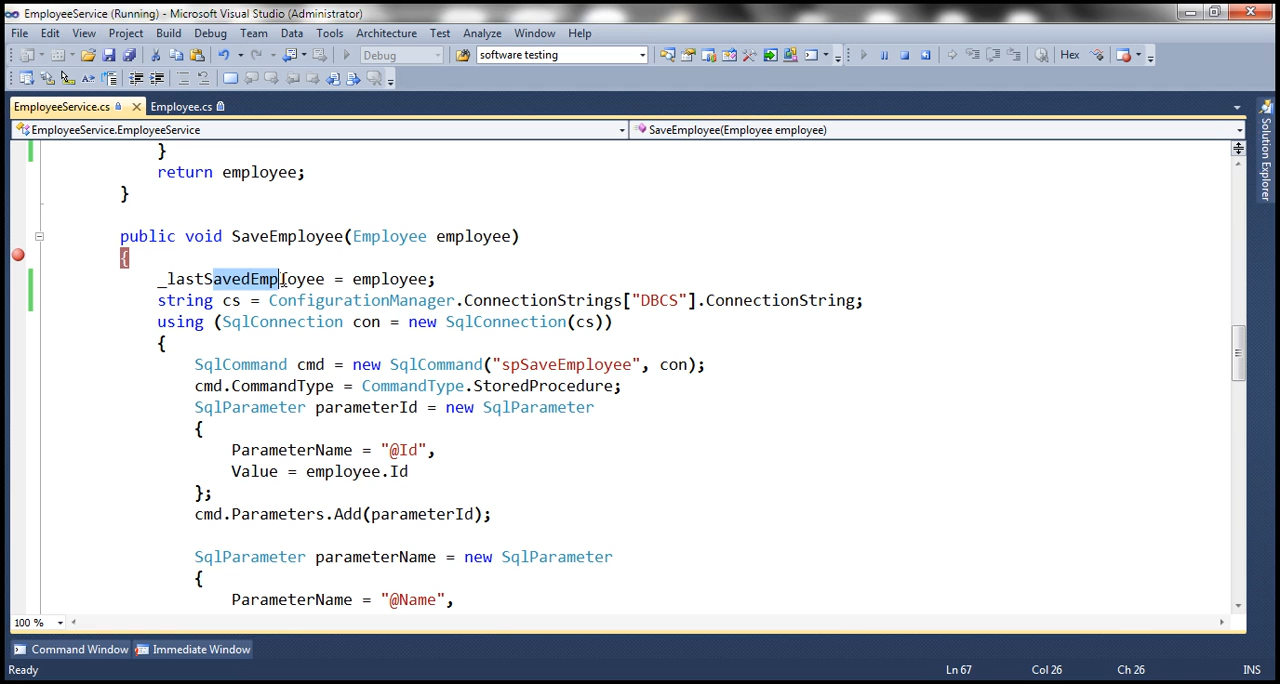 EmployeeService (Running) - Microsoft Visual Studio (Administrator)
File Edit View Project Build Debug Team Data Tools Architecture Test Analyze Window Help
Debug software testing Hex
EmployeeService.cs Employee.cs
EmployeeService.EmployeeService SaveEmployee(Employee employee)
}
return employee;
}
public void SaveEmployee(Employee employee)
{
_lastSavedEmployee = employee;
string cs = ConfigurationManager.ConnectionStrings["DBCS"].ConnectionString;
using (SqlConnection con = new SqlConnection(cs))
{
SqlCommand cmd = new SqlCommand("spSaveEmployee", con);
cmd.CommandType = CommandType.StoredProcedure;
SqlParameter parameterId = new SqlParameter
{
ParameterName = "@Id",
Value = employee.Id
};
cmd.Parameters.Add(parameterId);
SqlParameter parameterName = new SqlParameter
{
ParameterName = "@Name",
100 %
Command Window Immediate Window
Ready Ln 67 Col 26 Ch 26 INS
Solution Explorer